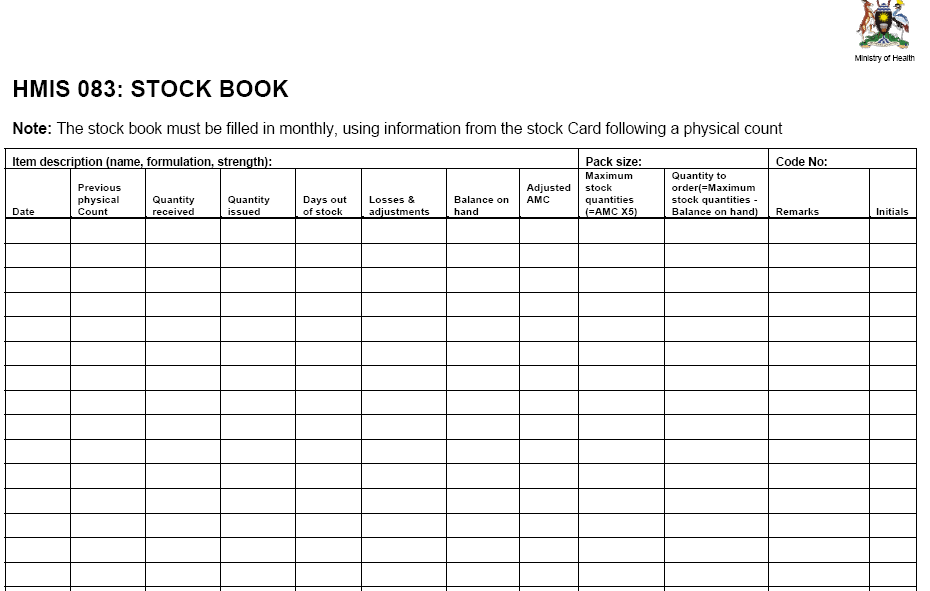 Ministry of Health
HMIS 083: STOCK BOOK
Note: The stock book must be filled in monthly, using information from the stock Card following a physical count
Item description (name, formulation, strength):
Pack size:
Code No:
Date
Previous
physical
Count
Quantity
received
Quantity
issued
Days out
of stock
Losses &
adjustments
Balance on
hand
Adjusted
AMC
Maximum
stock
quantities
(=AMC X5)
Quantity to
order(=Maximum
stock quantities -
Balance on hand)
Remarks
Initials